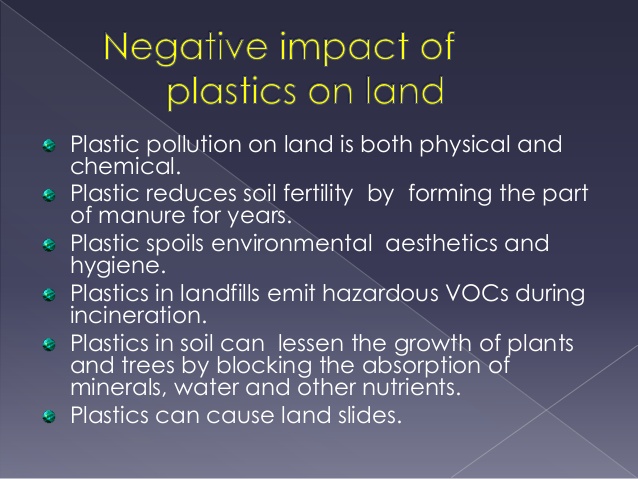 Negative impact of
plastics on land
Plastic pollution on land is both physical and
chemical.
Plastic reduces soil fertility by forming the part
of manure for years.
Plastic spoils environmental aesthetics and
hygiene.
Plastics in landfills emit hazardous VOCs during
incineration.
Plastics in soil can lessen the growth of plants
and trees by blocking the absorption of
minerals, water and other nutrients.
Plastics can cause land slides.